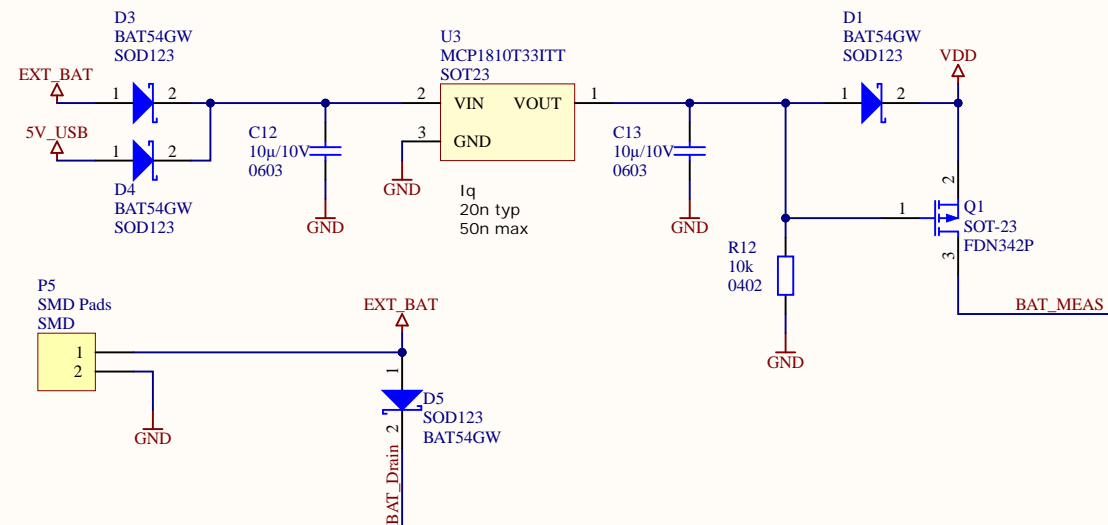 D3
BAT54GW
SOD123
EXT_BAT
1
2
5V_USB
1
2
D4
BAT54GW
SOD123
C12
10µ/10V
0603
GND
U3
MCP1810T33ITT
SOT23
2
VIN
VOUT
1
3
GND
GND
Iq
20n typ
50n max
C13
10µ/10V
0603
GND
D1
BAT54GW
SOD123
1
2
VDD
2
1
Q1
SOT-23
FDN342P
3
R12
10k
0402
GND
BAT_MEAS
P5
SMD Pads
SMD
1
2
GND
EXT_BAT
1
D5
SOD123
BAT54GW
2
BAT_Drain